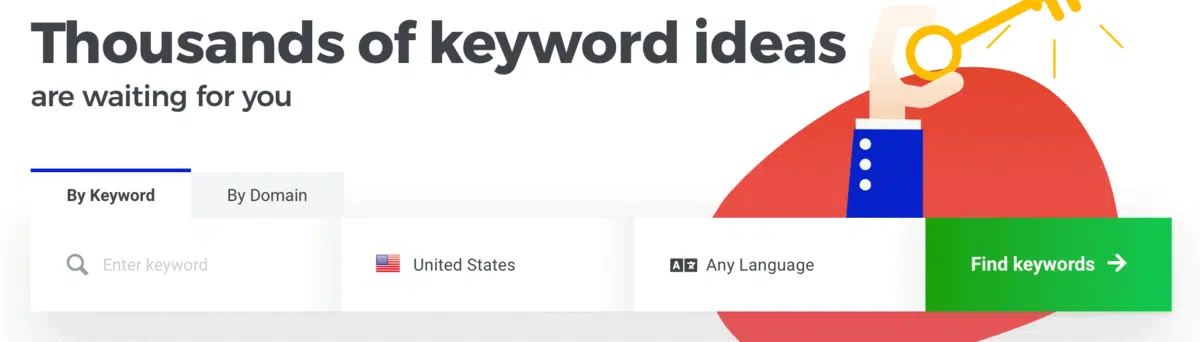 Thousands of keyword ideas
are waiting for you
By Keyword
By Domain
Enter keyword
United States
Any Language
Find keywords